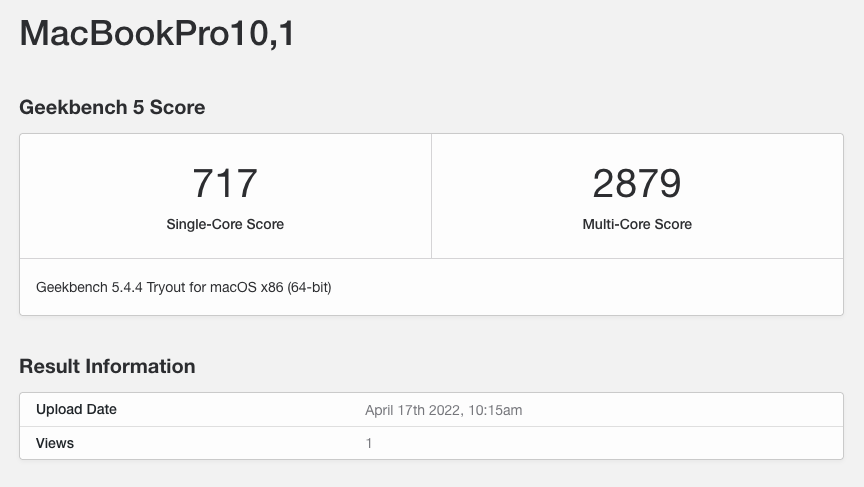 MacBookPro10,1
Geekbench 5 Score
717
Single-Core Score
2879
Multi-Core Score
Geekbench 5.4.4 Tryout for macOS x86 (64-bit)
Result Information
Upload Date April 17th 2022, 10:15am
Views 1